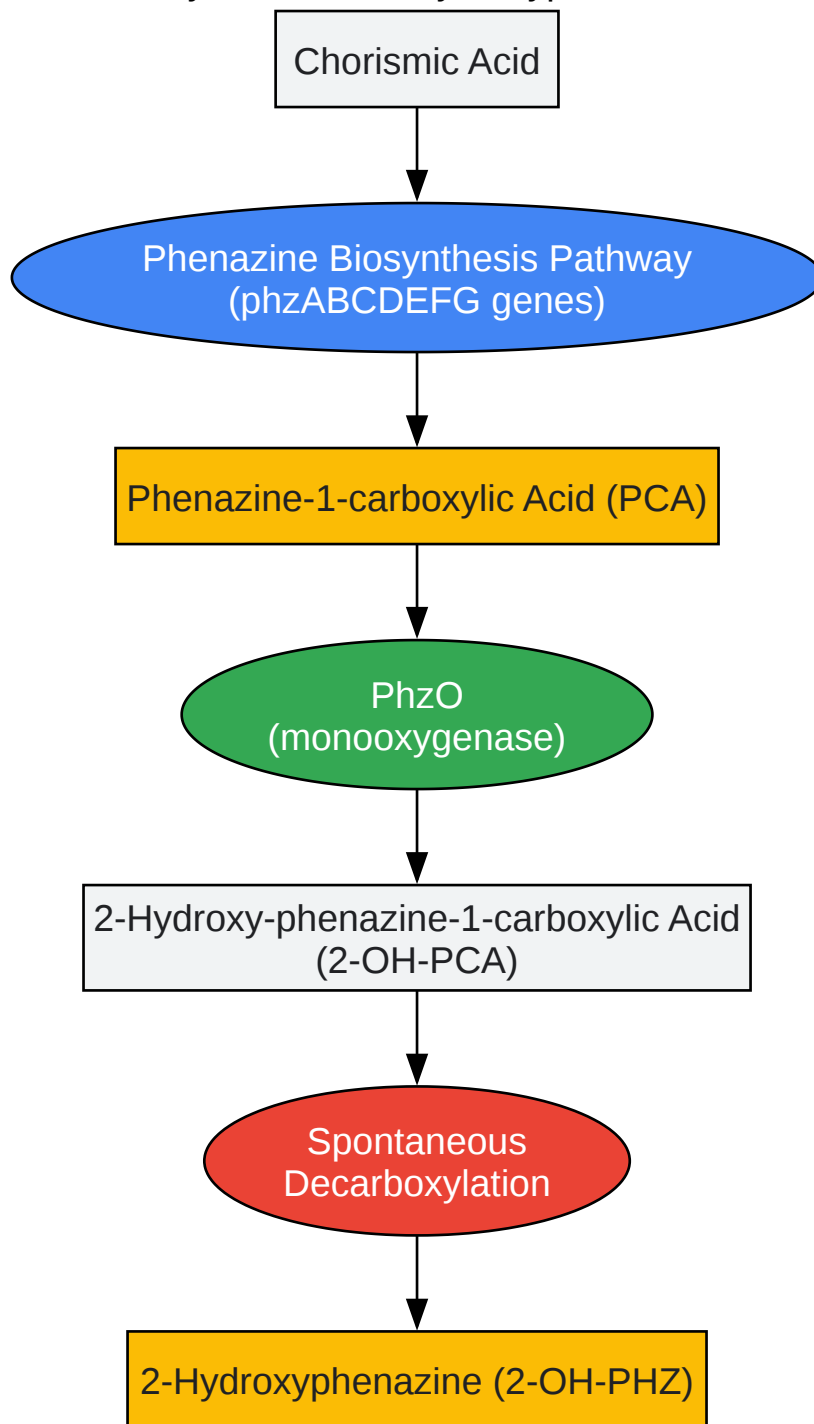 Chorismic Acid
Phenazine Biosynthesis Pathway
(phzABCDEFG genes)
Phenazine-1-carboxylic Acid (PCA)
PhzO
(monooxygenase)
2-Hydroxy-phenazine-1-carboxylic Acid
(2-OH-PCA)
Spontaneous
Decarboxylation
2-Hydroxyphenazine (2-OH-PHZ)